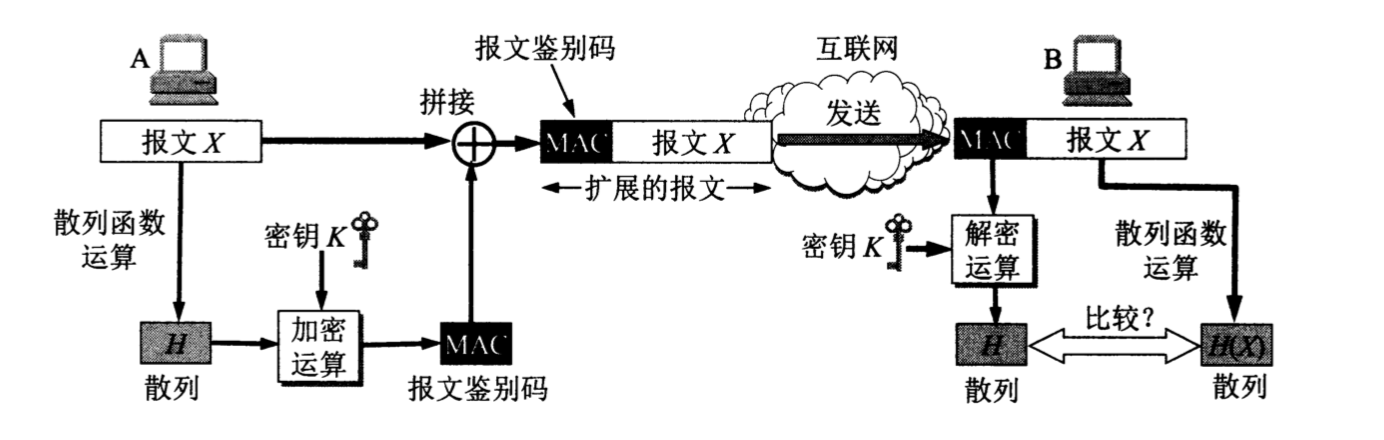 报文鉴别码
互联网
A
B
拼接
发送
报文 X
MAC
报文 X
MAC
报文 X
扩展的报文
散列函数
运算
密钥 K
密钥 K
解密
运算
散列函数
运算
H
加密
运算
MAC
H
比较?
H(X)
散列
报文鉴别码
散列
散列